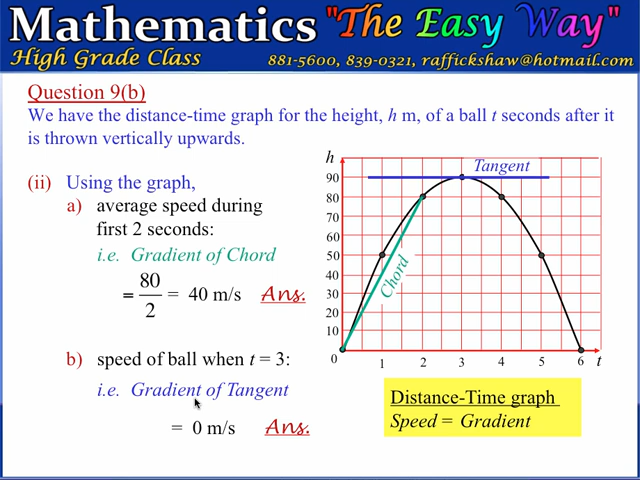 Mathematics "The Easy Way"
High Grade Class
881-5600, 839-0321, raffickshaw@hotmail.com
Question 9(b)
We have the distance-time graph for the height, h m, of a ball t seconds after it
is thrown vertically upwards.
(ii) Using the graph,
a) average speed during
first 2 seconds:
i.e. Gradient of Chord
= 80/2 = 40 m/s Ans.
b) speed of ball when t = 3:
i.e. Gradient of Tangent
= 0 m/s Ans.
h
Tangent
90
80
70
60
50
40
30
20
10
Chord
0 1 2 3 4 5 6 t
Distance-Time graph
Speed = Gradient